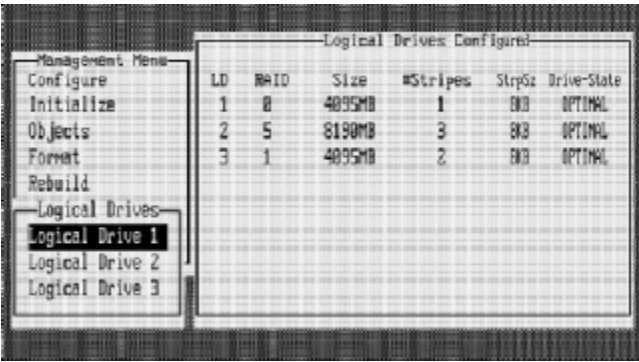 Logical Drives Configured
Management Menu
Configure
Initialize
Objects
Format
Rebuild
Logical Drives
Logical Drive 1
Logical Drive 2
Logical Drive 3
LD RAID Size #Stripes StrpSz Drive-State
1 0 4095MB 1 8KB OPTIMAL
2 5 8190MB 3 8KB OPTIMAL
3 1 4095MB 2 8KB OPTIMAL